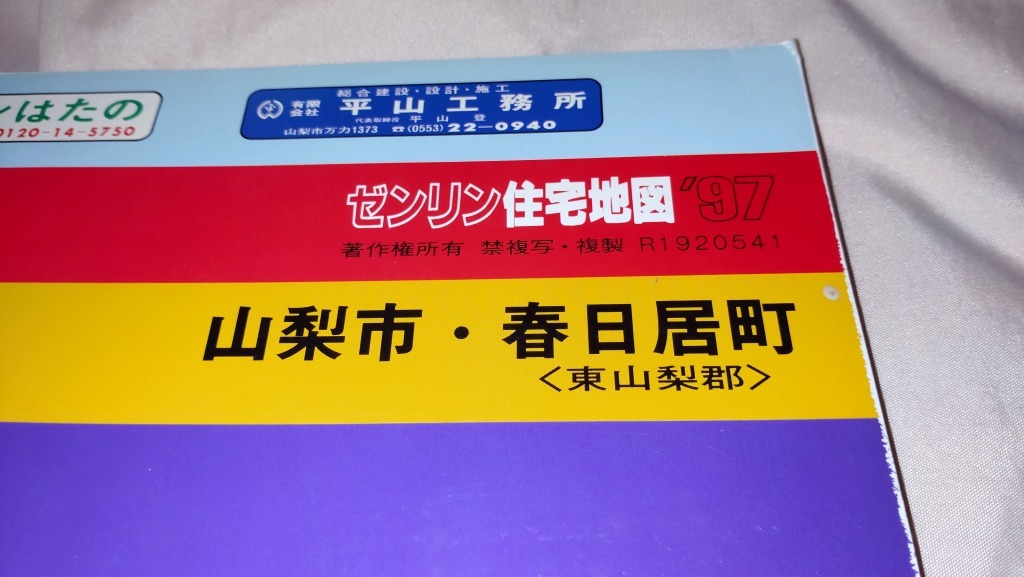 ンはたの
0120-14-5750
総合建設・設計・施工
有限会社 平山工務所
代表取締役 平山 登
山梨市万力1373 ☎(0553)22-0940
ゼンリン住宅地図 '97
著作権所有 禁複写・複製 R1920541
山梨市・春日居町
<東山梨郡>